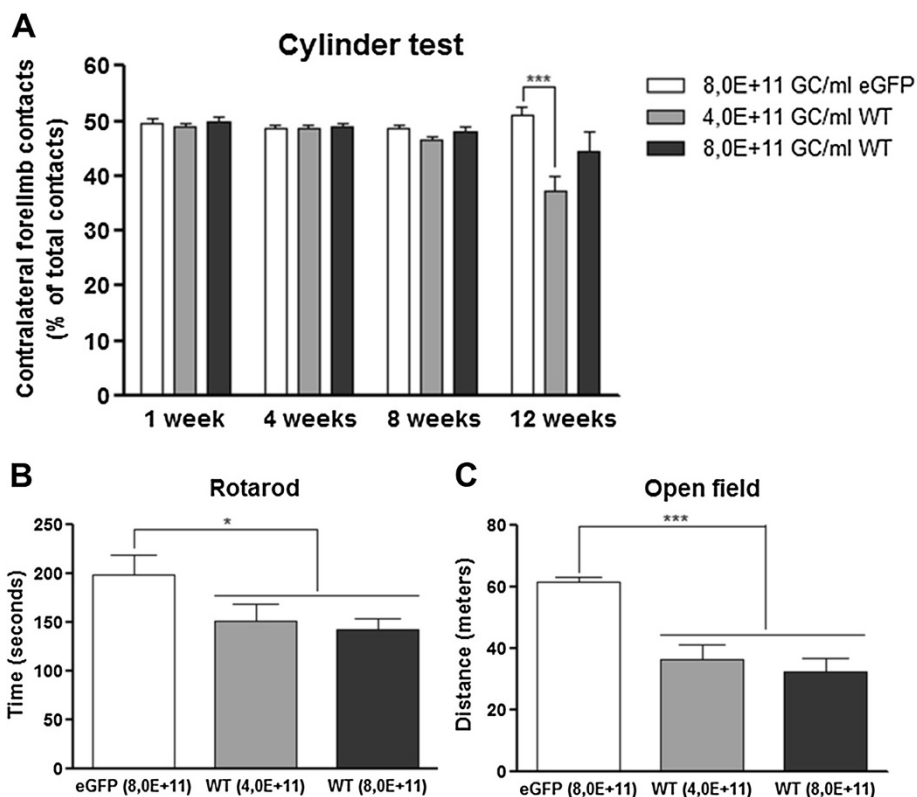 A
Cylinder test
Contralateral forelimb contacts
(% of total contacts)
60
50
40
30
20
10
0
***
1 week
4 weeks
8 weeks
12 weeks
8,0E+11 GC/ml eGFP
4,0E+11 GC/ml WT
8,0E+11 GC/ml WT
B
Rotarod
Time (seconds)
250
200
150
100
50
0
*
eGFP (8,0E+11)
WT (4,0E+11)
WT (8,0E+11)
C
Open field
Distance (meters)
80
60
40
20
0
***
eGFP (8,0E+11)
WT (4,0E+11)
WT (8,0E+11)